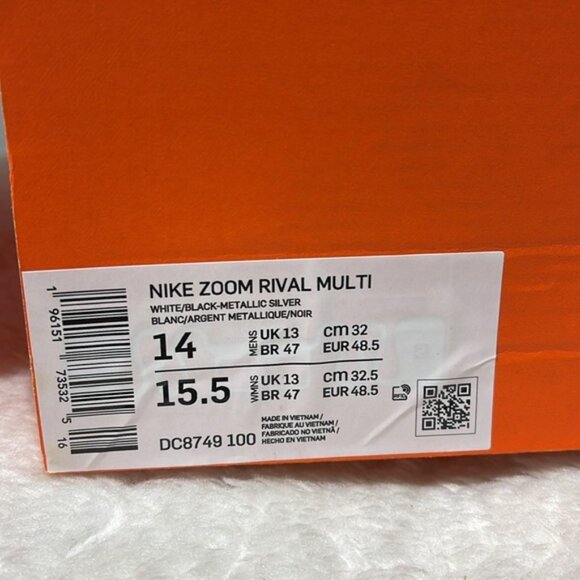 NIKE ZOOM RIVAL MULTI
WHITE/BLACK-METALLIC SILVER
BLANC/ARGENT METALLIQUE/NOIR
14 MENS UK 13 cm 32
BR 47 EUR 48.5
15.5 WMNS UK 13 cm 32.5
BR 47 EUR 48.5
RFID
DC8749 100
MADE IN VIETNAM /
FABRIQUE AU VIETNAM /
FABRICADO NO VIETNÃ /
HECHO EN VIETNAM
1 96151 73532 5 16